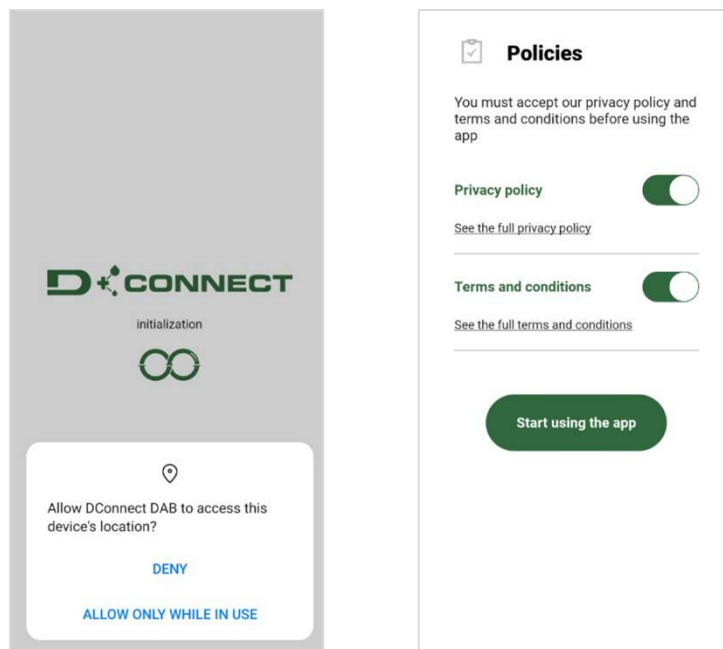 D+CONNECT
initialization
Allow DConnect DAB to access this
device's location?
DENY
ALLOW ONLY WHILE IN USE
Policies
You must accept our privacy policy and
terms and conditions before using the
app
Privacy policy
See the full privacy policy
Terms and conditions
See the full terms and conditions
Start using the app